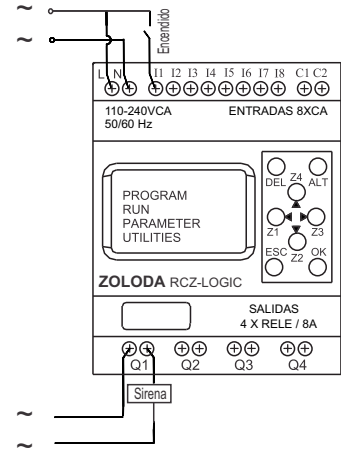 ~
~
Encendido
L N I1 I2 I3 I4 I5 I6 I7 I8 C1 C2
110-240VCA ENTRADAS 8XCA
50/60 Hz
PROGRAM
RUN
PARAMETER
UTILITIES
DEL Z4 ALT
Z1 Z3
ESC Z2 OK
ZOLODA RCZ-LOGIC
SALIDAS
4 X RELE / 8A
Q1 Q2 Q3 Q4
Sirena
~
~